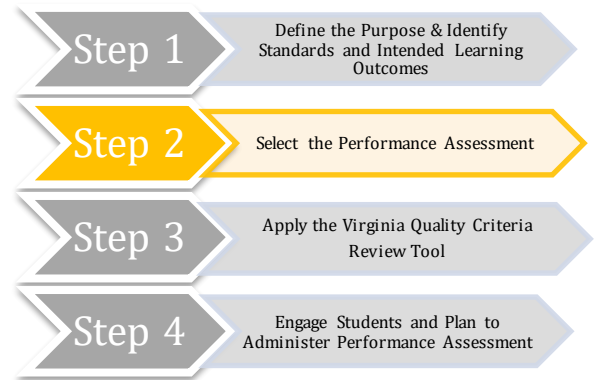 Step 1
Define the Purpose & Identify
Standards and Intended Learning
Outcomes
Step 2
Select the Performance Assessment
Step 3
Apply the Virginia Quality Criteria
Review Tool
Step 4
Engage Students and Plan to
Administer Performance Assessment